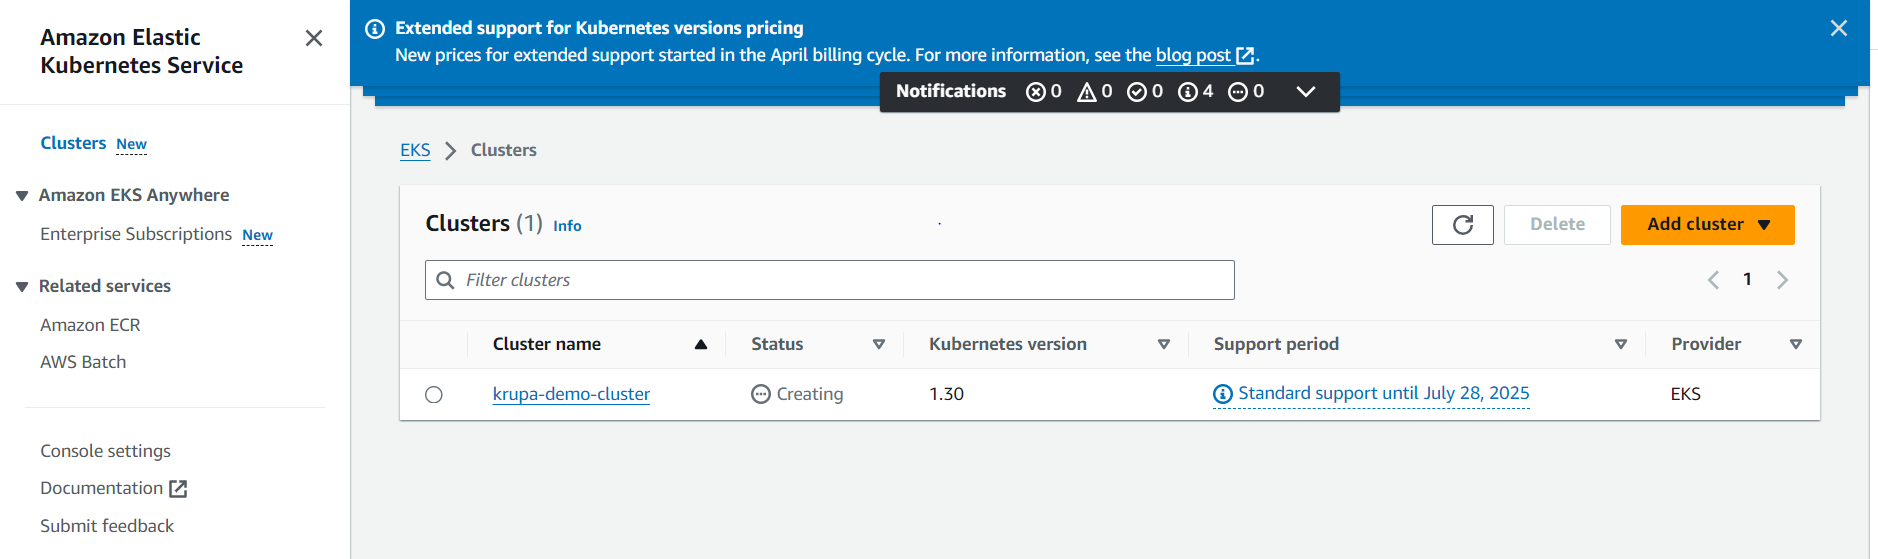 Amazon Elastic
Kubernetes Service
Clusters New
Amazon EKS Anywhere
Enterprise Subscriptions New
Related services
Amazon ECR
AWS Batch
Console settings
Documentation
Submit feedback
Extended support for Kubernetes versions pricing
New prices for extended support started in the April billing cycle. For more information, see the blog post.
Notifications 0 0 0 4 0
EKS Clusters
Clusters (1) Info
Delete
Add cluster
Filter clusters
1
Cluster name Status Kubernetes version Support period Provider
krupa-demo-cluster Creating 1.30 Standard support until July 28, 2025 EKS